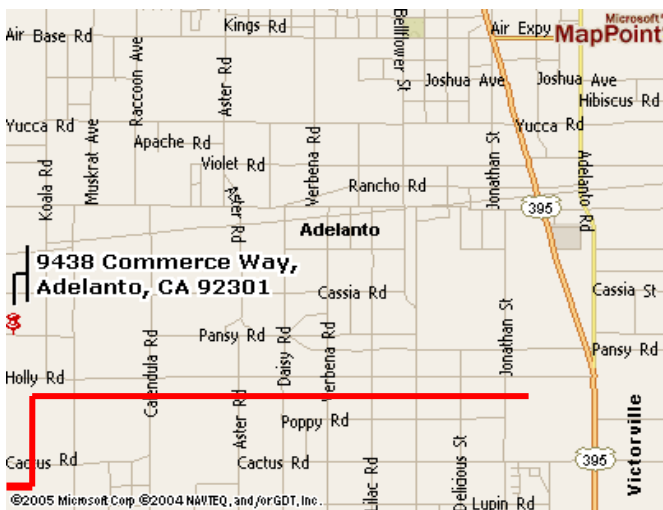 Air Base Rd
Kings Rd
Air Expy
Microsoft
MapPoint
Raccoon Ave
Aster Rd
Bellflower St
Joshua Ave
Joshua Ave
Hibiscus Rd
Yucca Rd
Muskrat Ave
Apache Rd
Yucca Rd
Violet Rd
Verbena Rd
Jonathan St
Adelanto Rd
Koala Rd
Rancho Rd
Aster Rd
395
Adelanto
9438 Commerce Way,
Adelanto, CA 92301
Cassia Rd
Cassia St
Pansy Rd
Daisy Rd
Verbena Rd
Jonathan St
Pansy Rd
Calendula Rd
Holly Rd
Aster Rd
Poppy Rd
Victorville
Cactus Rd
Cactus Rd
Lilac Rd
Delicious St
395
Lupin Rd
©2005 Microsoft Corp ©2004 NAVTEQ, and/or GDT, Inc.